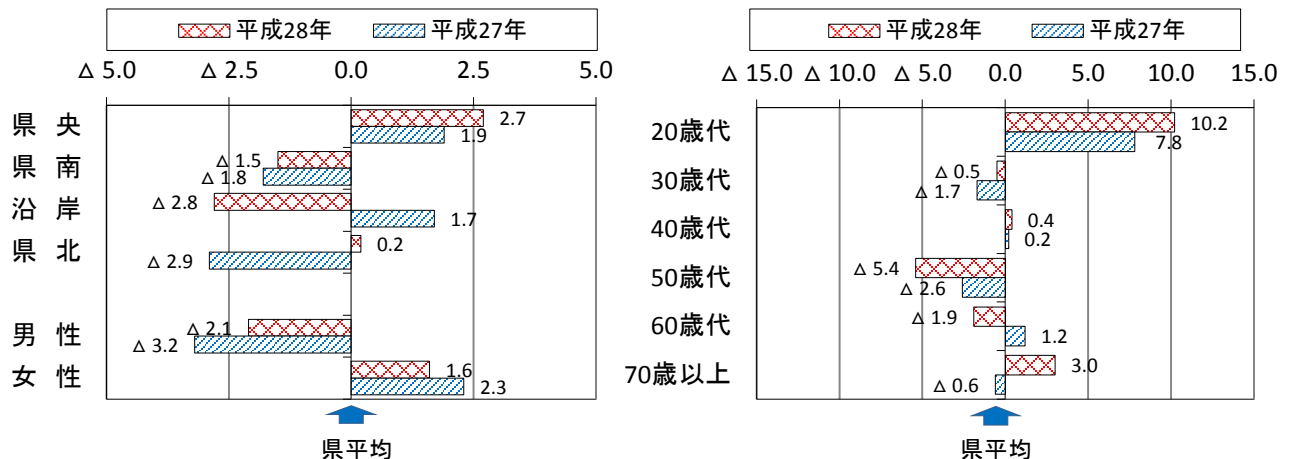 平成28年 平成27年
△ 5.0 △ 2.5 0.0 2.5 5.0
県 央 2.7
1.9
県 南 △ 1.5
△ 1.8
沿 岸 △ 2.8
1.7
県 北 0.2
△ 2.9
男 性 △ 2.1
△ 3.2
女 性 1.6
2.3
県平均
平成28年 平成27年
△ 15.0 △ 10.0 △ 5.0 0.0 5.0 10.0 15.0
20歳代 10.2
7.8
30歳代 △ 0.5
△ 1.7
40歳代 0.4
0.2
50歳代 △ 5.4
△ 2.6
60歳代 △ 1.9
1.2
70歳以上 3.0
△ 0.6
県平均